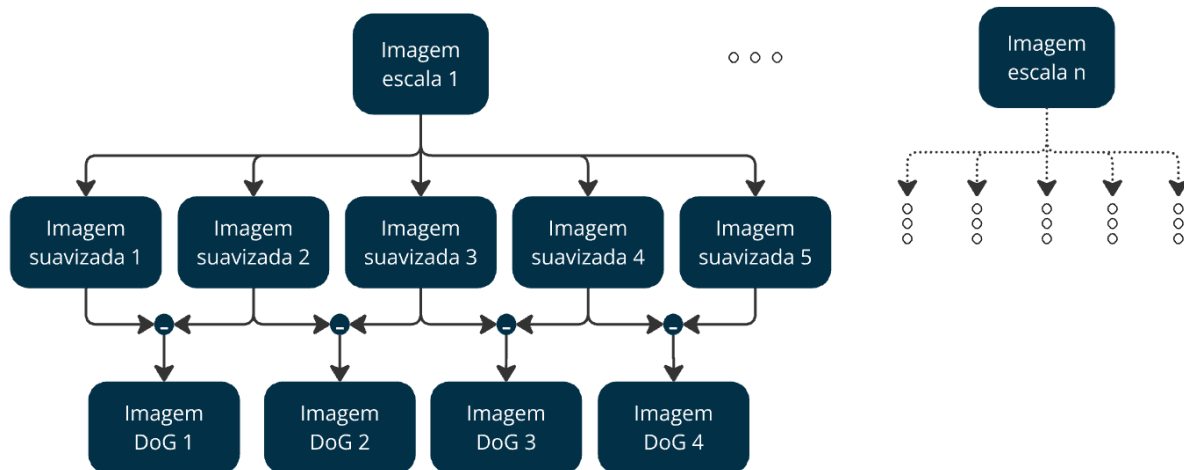 Imagem
escala 1
Imagem
escala n
Imagem
suavizada 1
Imagem
suavizada 2
Imagem
suavizada 3
Imagem
suavizada 4
Imagem
suavizada 5
-
-
-
-
Imagem
DoG 1
Imagem
DoG 2
Imagem
DoG 3
Imagem
DoG 4